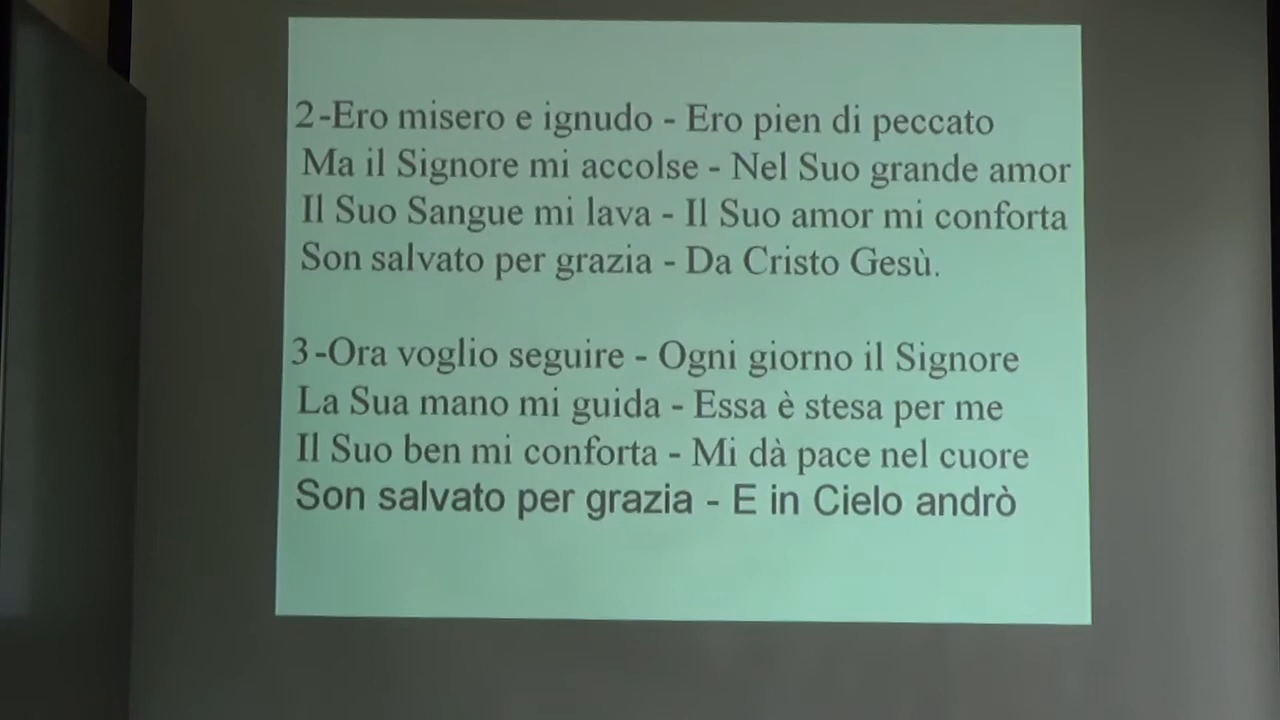 2-Ero misero e ignudo - Ero pien di peccato
Ma il Signore mi accolse - Nel Suo grande amor
Il Suo Sangue mi lava - Il Suo amor mi conforta
Son salvato per grazia - Da Cristo Gesù.
3-Ora voglio seguire - Ogni giorno il Signore
La Sua mano mi guida - Essa è stesa per me
Il Suo ben mi conforta - Mi dà pace nel cuore
Son salvato per grazia - E in Cielo andrò